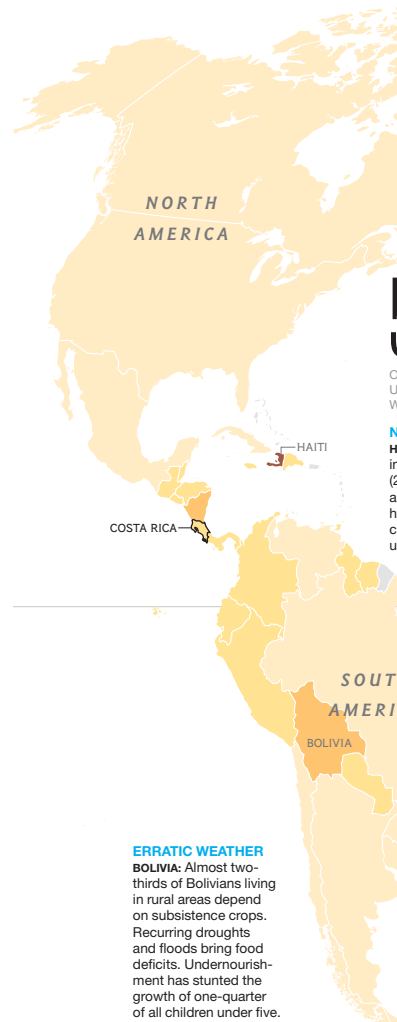 NORTH
AMERICA
HAITI
COSTA RICA
SOUT
AMERI
BOLIVIA
ERRATIC WEATHER
BOLIVIA: Almost two-
thirds of Bolivians living
in rural areas depend
on subsistence crops.
Recurring droughts
and floods bring food
deficits. Undernourish-
ment has stunted the
growth of one-quarter
of all children under five.